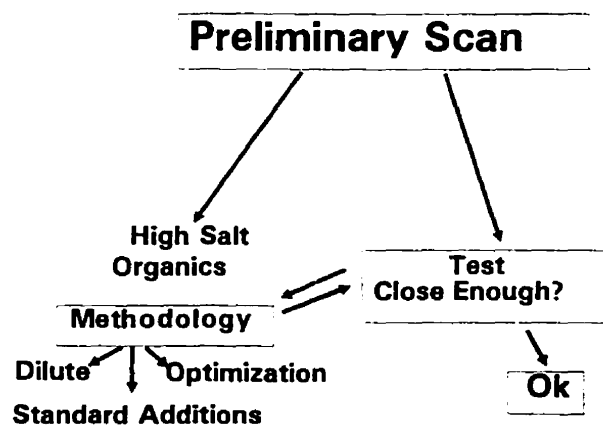 Preliminary Scan
High Salt
Organics
Test
Close Enough?
Methodology
Dilute
Optimization
Standard Additions
Ok